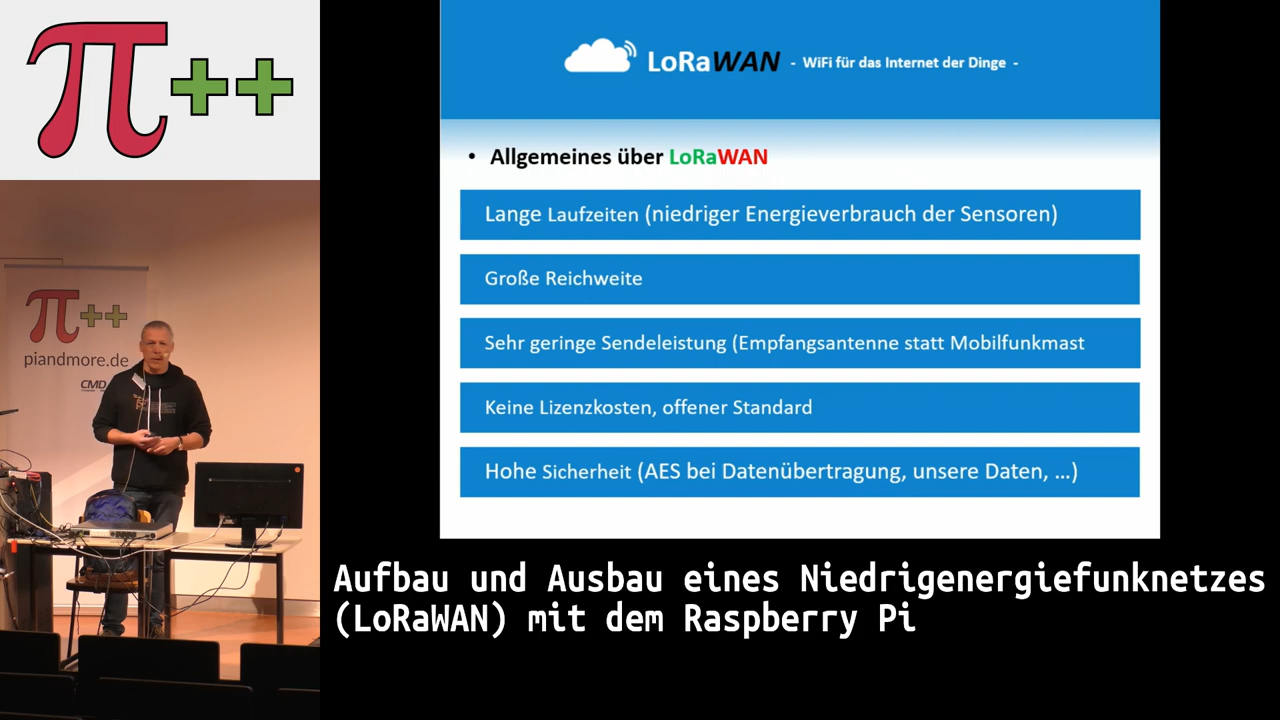 π++
LoRaWAN - WiFi für das Internet der Dinge -
• Allgemeines über LoRaWAN
Lange Laufzeiten (niedriger Energieverbrauch der Sensoren)
Große Reichweite
Sehr geringe Sendeleistung (Empfangsantenne statt Mobilfunkmast
Keine Lizenzkosten, offener Standard
Hohe Sicherheit (AES bei Datenübertragung, unsere Daten, ...)
π++
piandmore.de
CMD
Aufbau und Ausbau eines Niedrigenergiefunknetzes
(LoRaWAN) mit dem Raspberry Pi